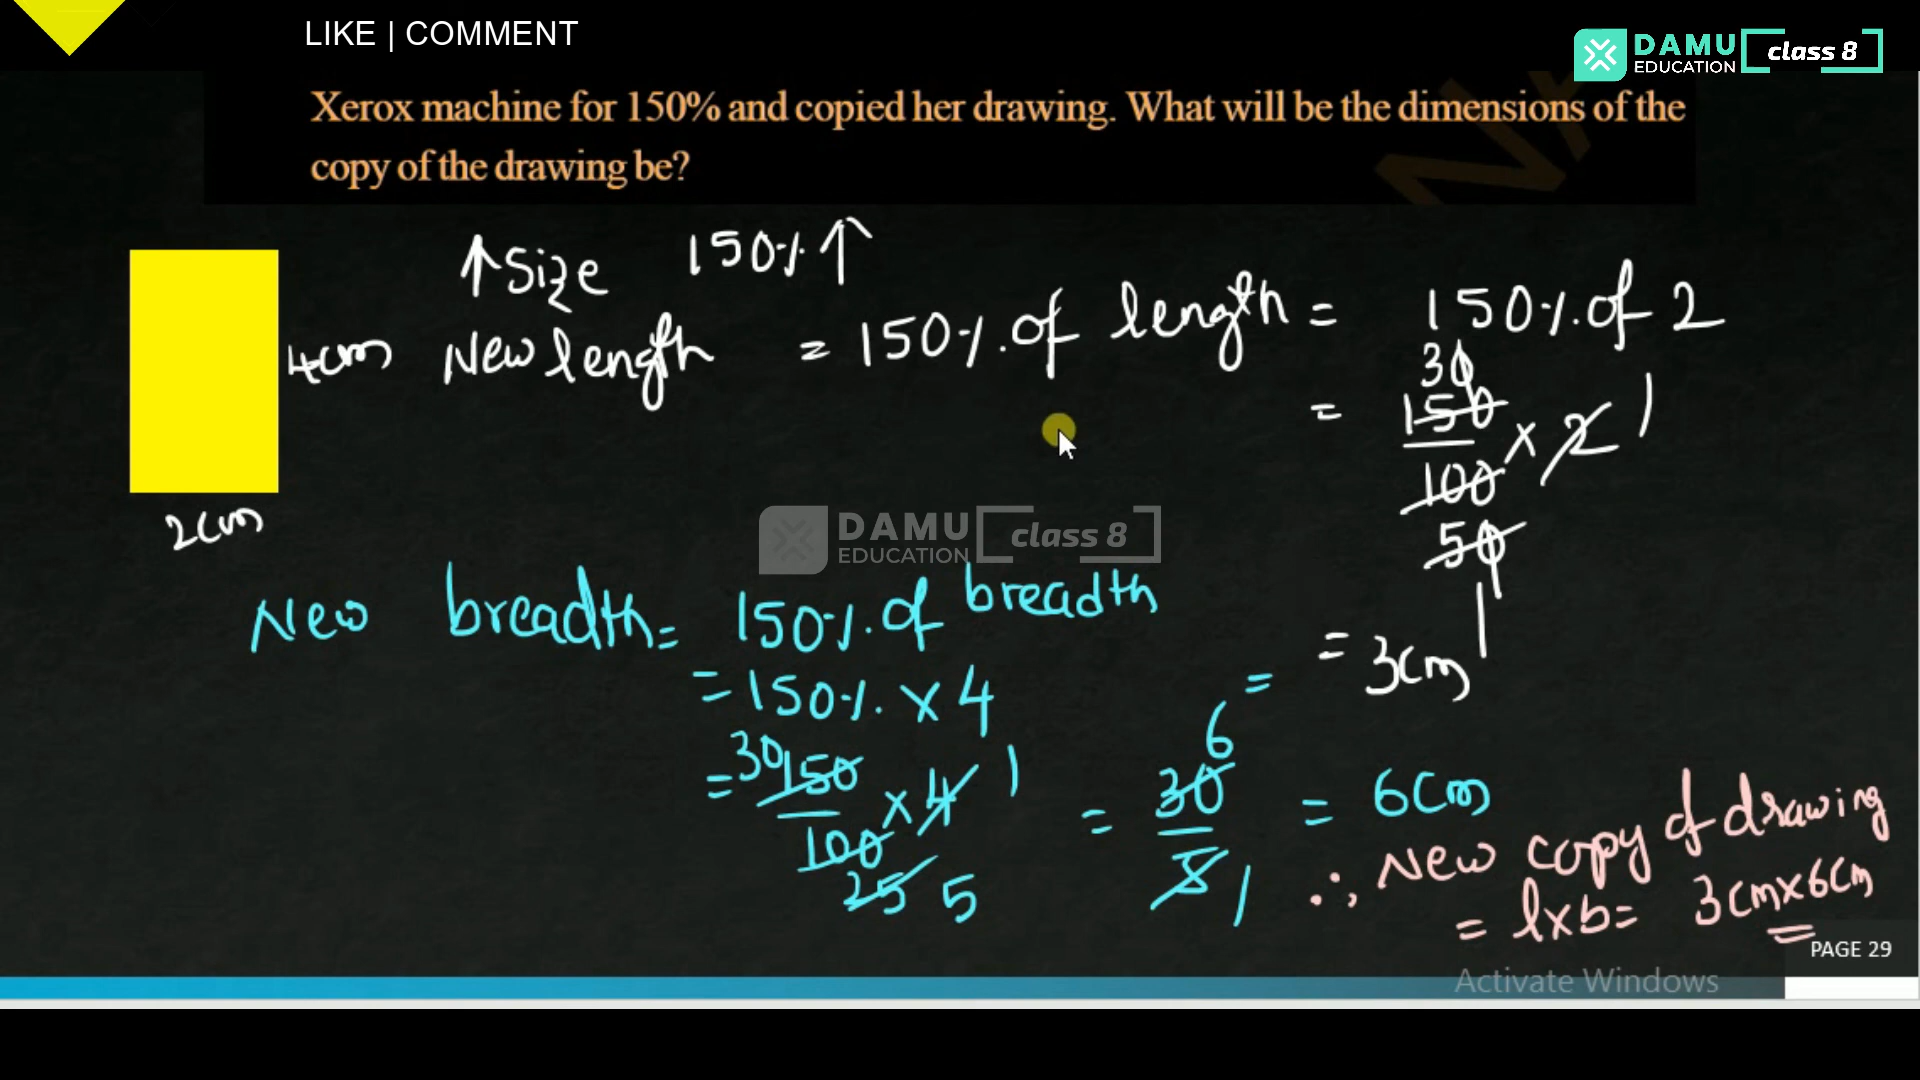 LIKE | COMMENT
DAMU EDUCATION class 8
Xerox machine for 150% and copied her drawing. What will be the dimensions of the
copy of the drawing be?
↑ Size 150% ↑
4cm
2cm
New length = 150% of length = 150% of 2
= 150/100 × 2
30
1
50
1
= 3cm
DAMU EDUCATION class 8
New breadth = 150% of breadth
= 150% × 4
= 150/100 × 4 = 30/5 = 6cm
30
1
25 5
=
6
1
∴ New copy of drawing
= l×b = 3cm×6cm
PAGE 29
Activate Windows